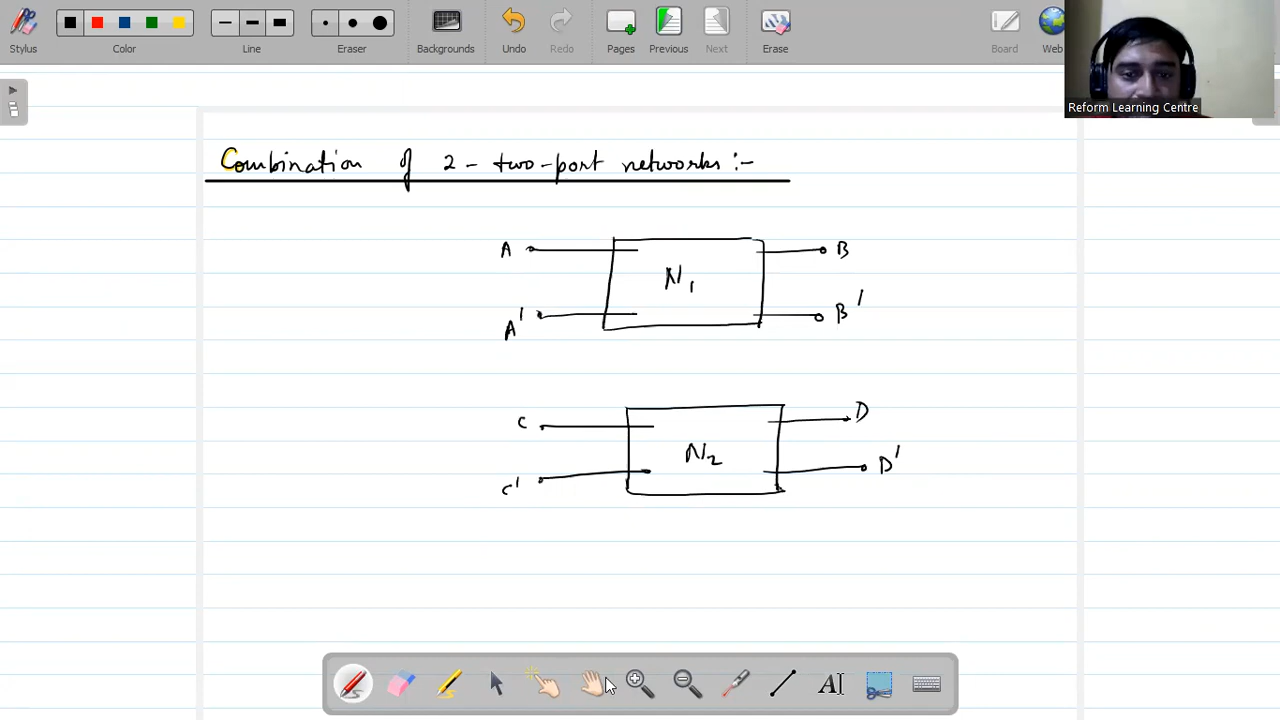 Stylus Color Line Eraser Backgrounds Undo Redo Pages Previous Next Erase Board Web
Reform Learning Centre
Combination of 2 - two-port networks :-
A N1 B
A' B'
C N2 D
C' D'